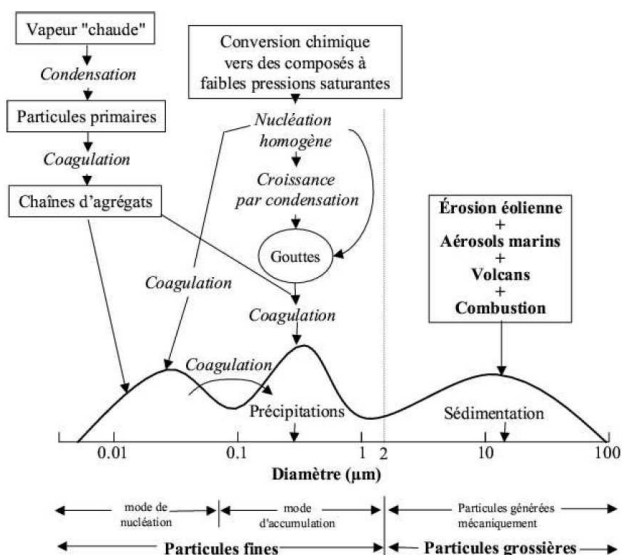 Vapeur "chaude"
Condensation
Particules primaires
Coagulation
Chaînes d'agrégats
Conversion chimique
vers des composés à
faibles pressions saturantes
Nucléation
homogène
Croissance
par condensation
Gouttes
Coagulation
Coagulation
Coagulation
Érosion éolienne
+
Aérosols marins
+
Volcans
+
Combustion
Précipitations
Sédimentation
0.01
0.1
1
2
10
100
Diamètre (µm)
mode de
nucléation
mode
d'accumulation
Particules générées
mécaniquement
Particules fines
Particules grossières